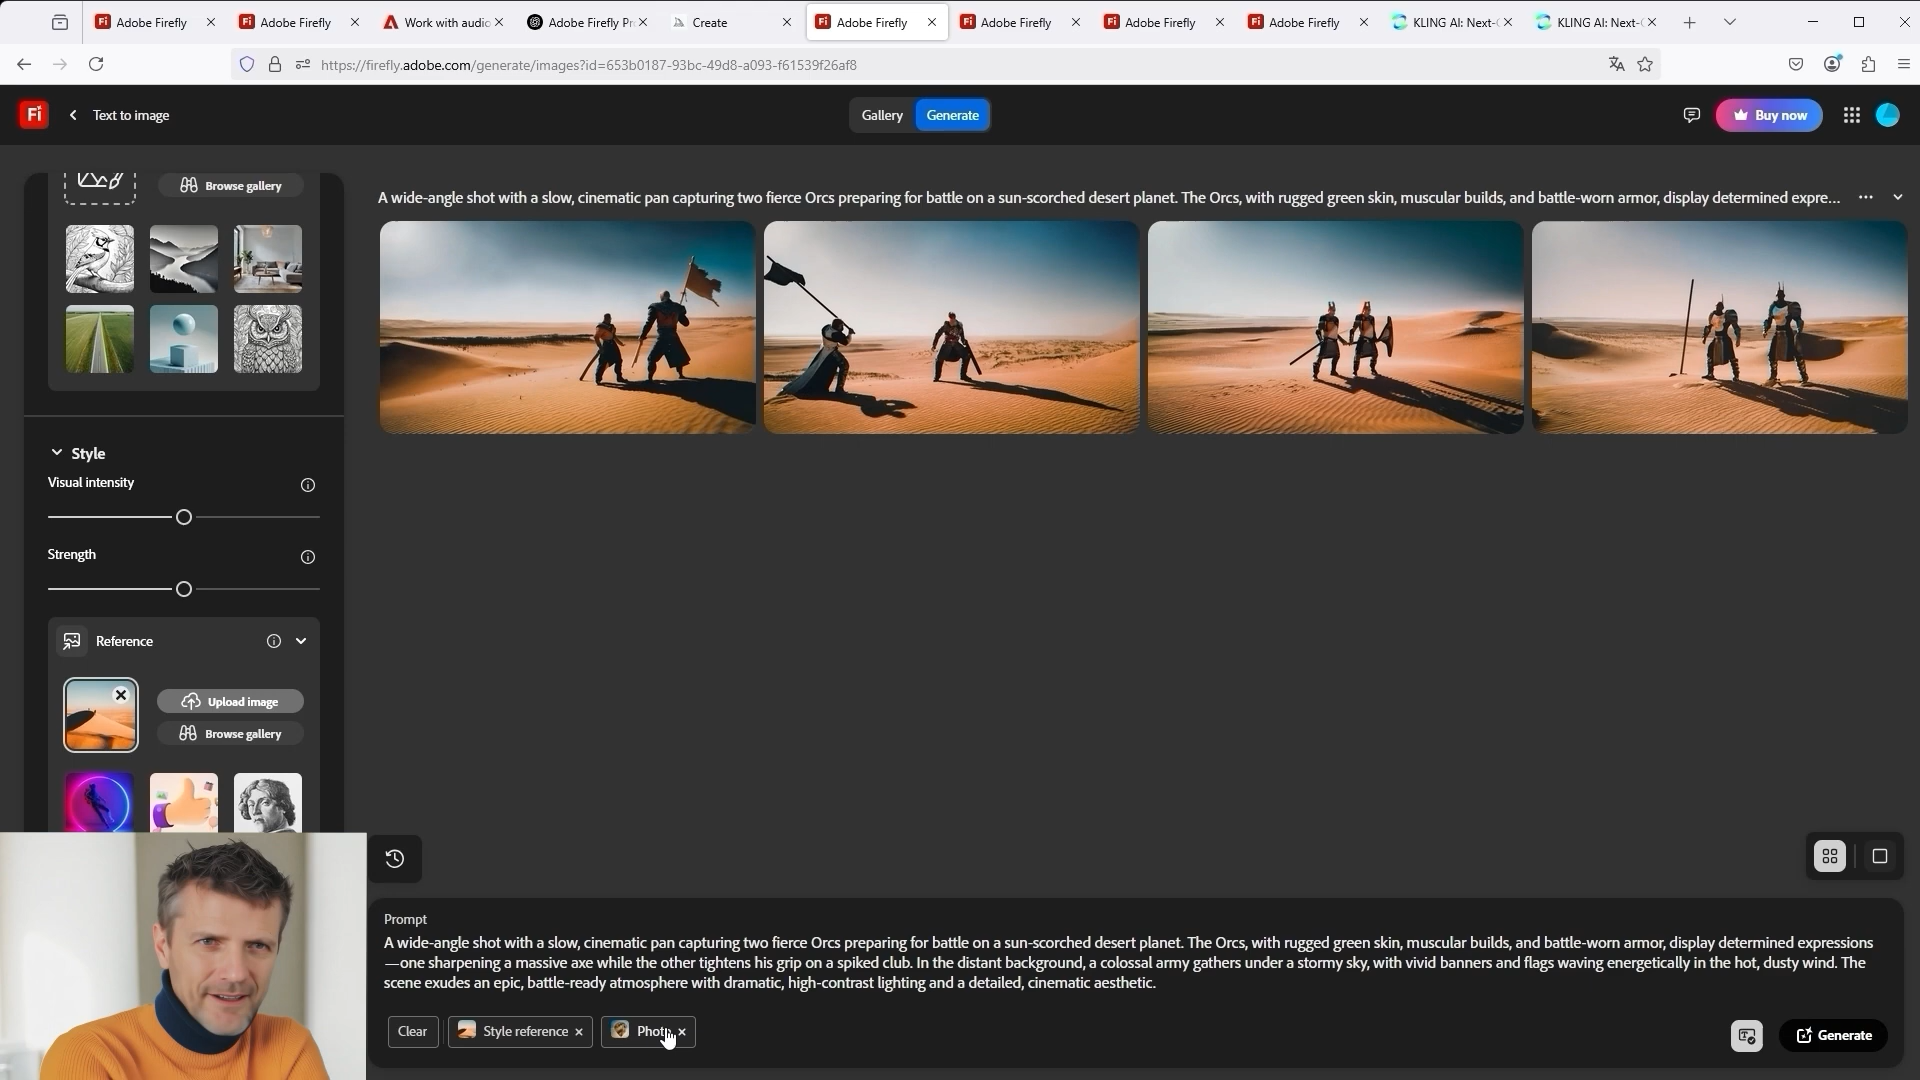 Adobe Firefly
Adobe Firefly
Work with audio
Adobe Firefly Pr
Create
Adobe Firefly
Adobe Firefly
Adobe Firefly
Adobe Firefly
KLING AI: Next-
KLING AI: Next-
https://firefly.adobe.com/generate/images?id=653b0187-93bc-49d8-a093-f61539f26af8
Fi
Text to image
Gallery
Generate
Buy now
Browse gallery
Style
Visual intensity
Strength
Reference
Upload image
Browse gallery
A wide-angle shot with a slow, cinematic pan capturing two fierce Orcs preparing for battle on a sun-scorched desert planet. The Orcs, with rugged green skin, muscular builds, and battle-worn armor, display determined expre...
Prompt
A wide-angle shot with a slow, cinematic pan capturing two fierce Orcs preparing for battle on a sun-scorched desert planet. The Orcs, with rugged green skin, muscular builds, and battle-worn armor, display determined expressions
—one sharpening a massive axe while the other tightens his grip on a spiked club. In the distant background, a colossal army gathers under a stormy sky, with vivid banners and flags waving energetically in the hot, dusty wind. The
scene exudes an epic, battle-ready atmosphere with dramatic, high-contrast lighting and a detailed, cinematic aesthetic.
Clear
Style reference
Photo
Generate